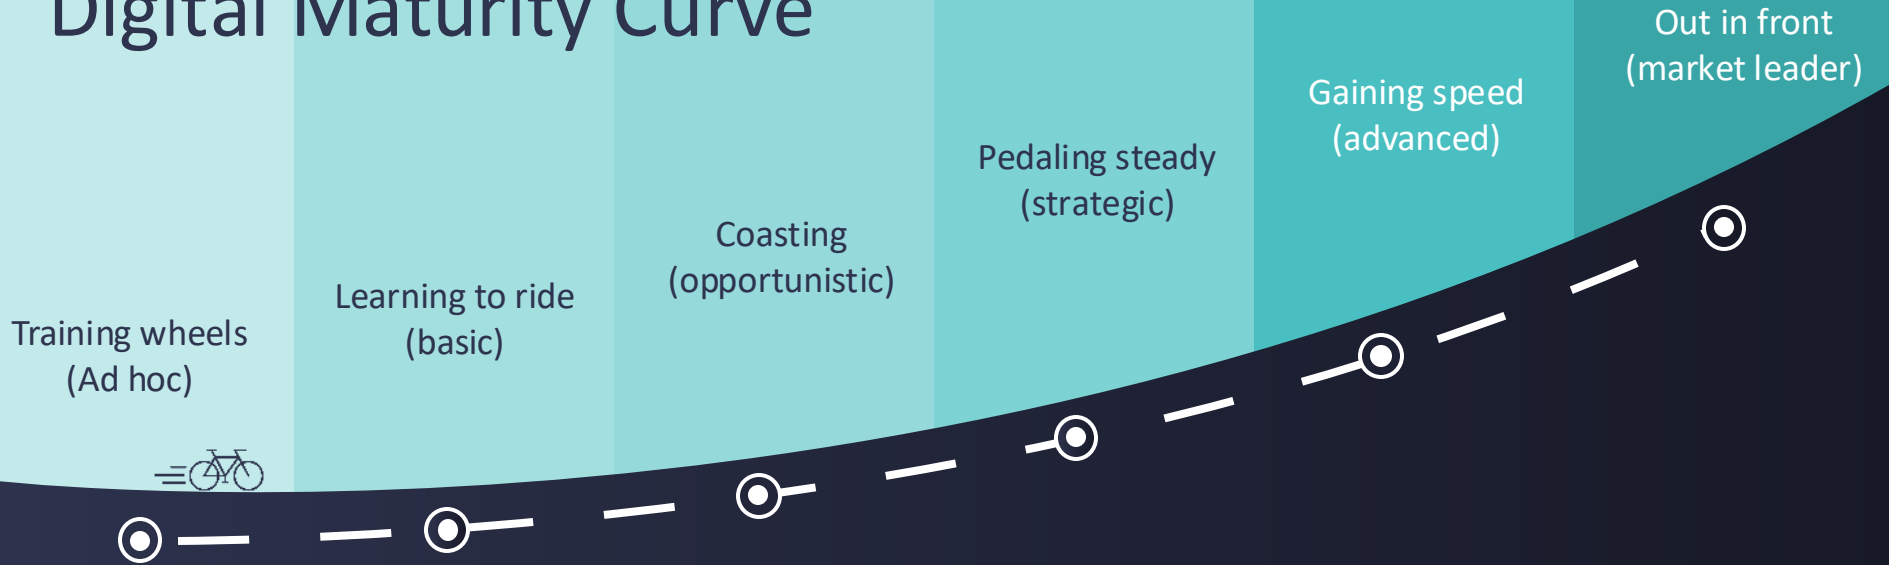 Digital Maturity Curve
Training wheels
(Ad hoc)
Learning to ride
(basic)
Coasting
(opportunistic)
Pedaling steady
(strategic)
Gaining speed
(advanced)
Out in front
(market leader)